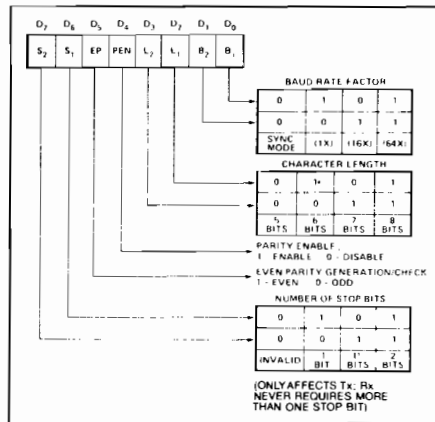 D7 D6 D5 D4 D3 D2 D1 D0
S2 S1 EP PEN L2 L1 B2 B1
BAUD RATE FACTOR
0 1 0 1
0 0 1 1
SYNC MODE (1X) (16X) (64X)
CHARACTER LENGTH
0 1 0 1
0 0 1 1
5 BITS 6 BITS 7 BITS 8 BITS
PARITY ENABLE
1 ENABLE 0 - DISABLE
EVEN PARITY GENERATION/CHECK
1 - EVEN 0 - ODD
NUMBER OF STOP BITS
0 1 0 1
0 0 1 1
INVALID 1 BIT BITS 2 BITS
(ONLY AFFECTS Tx; Rx
NEVER REQUIRES MORE
THAN ONE STOP BIT)